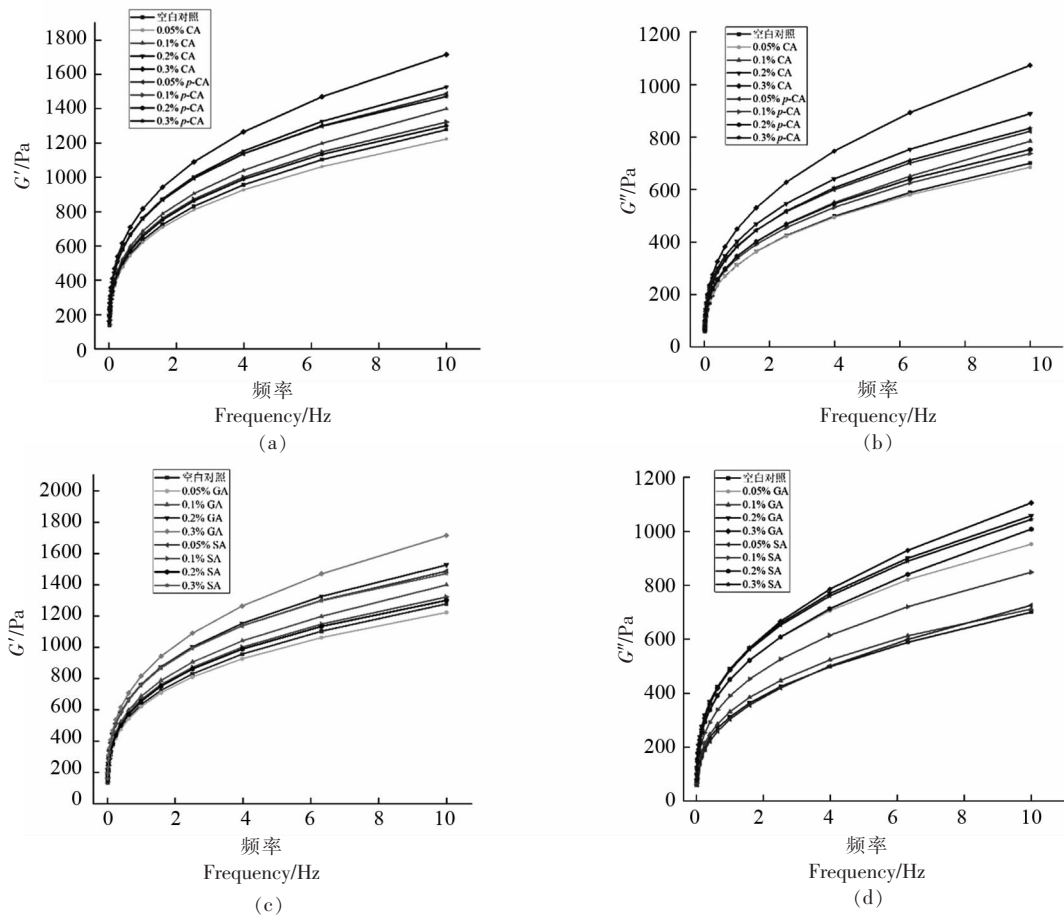 空白对照
0.05% CA
0.1% CA
0.2% CA
0.3% CA
0.05% p-CA
0.1% p-CA
0.2% p-CA
0.3% p-CA
1800
1600
1400
1200
1000
800
600
400
200
0
G′/Pa
0 2 4 6 8 10
频率
Frequency/Hz
(a)
空白对照
0.05% CA
0.1% CA
0.2% CA
0.3% CA
0.05% p-CA
0.1% p-CA
0.2% p-CA
0.3% p-CA
1200
1000
800
600
400
200
0
G″/Pa
0 2 4 6 8 10
频率
Frequency/Hz
(b)
空白对照
0.05% GA
0.1% GA
0.2% GA
0.3% GA
0.05% SA
0.1% SA
0.2% SA
0.3% SA
2000
1800
1600
1400
1200
1000
800
600
400
200
0
G′/Pa
0 2 4 6 8 10
频率
Frequency/Hz
(c)
空白对照
0.05% GA
0.1% GA
0.2% GA
0.3% GA
0.05% SA
0.1% SA
0.2% SA
0.3% SA
1200
1000
800
600
400
200
0
G″/Pa
0 2 4 6 8 10
频率
Frequency/Hz
(d)